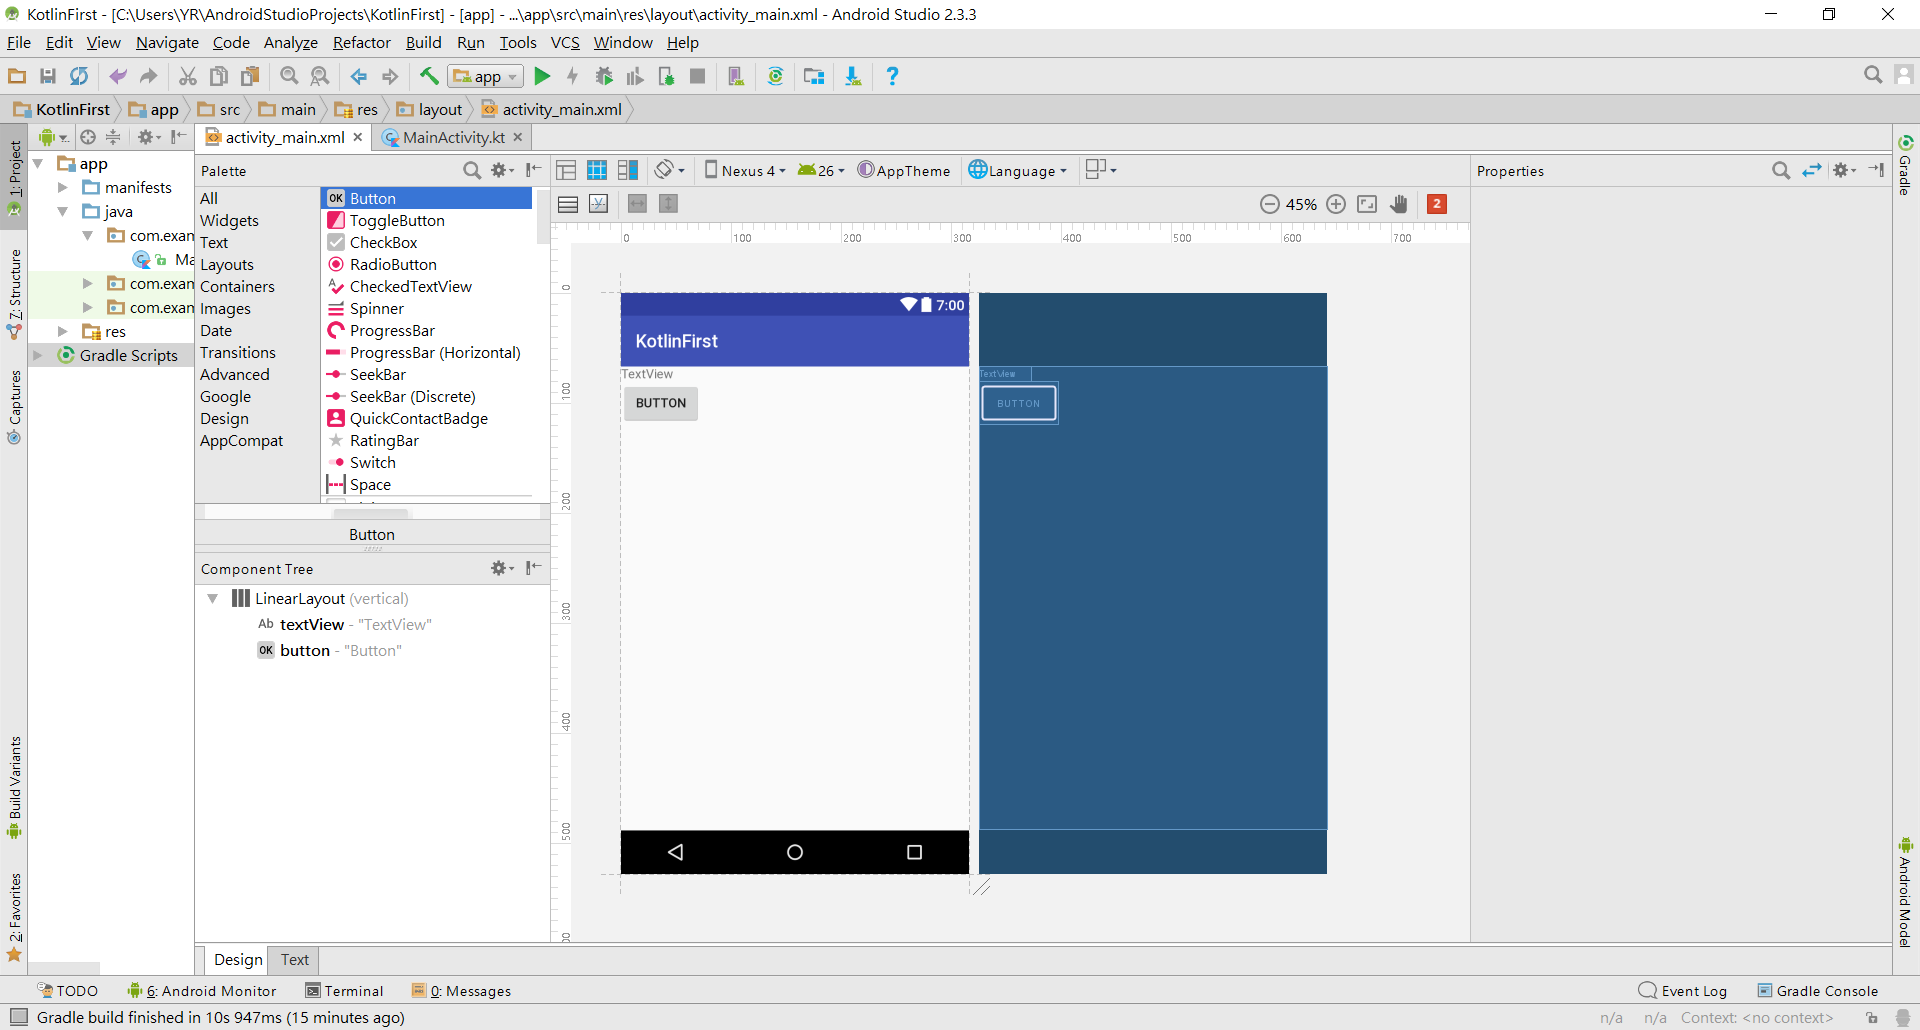 KotlinFirst - [C:\Users\YR\AndroidStudioProjects\KotlinFirst] - [app] - ...\app\src\main\res\layout\activity_main.xml - Android Studio 2.3.3
File Edit View Navigate Code Analyze Refactor Build Run Tools VCS Window Help
app
KotlinFirst app src main res layout activity_main.xml
activity_main.xml MainActivity.kt
1: Project
Z: Structure
Captures
Build Variants
2: Favorites
app
manifests
java
com.exam
Ma
com.exam
com.exam
res
Gradle Scripts
Palette
All
Widgets
Text
Layouts
Containers
Images
Date
Transitions
Advanced
Google
Design
AppCompat
OK Button
ToggleButton
CheckBox
RadioButton
CheckedTextView
Spinner
ProgressBar
ProgressBar (Horizontal)
SeekBar
SeekBar (Discrete)
QuickContactBadge
RatingBar
Switch
Space
Button
Component Tree
LinearLayout (vertical)
Ab textView - "TextView"
OK button - "Button"
Nexus 4 26 AppTheme Language
45% 2
0 100 200 300 400 500 600 700
0
100
200
300
400
500
7:00
KotlinFirst
TextView
BUTTON
TextView
BUTTON
Properties
Gradle
Android Model
Design Text
TODO 6: Android Monitor Terminal 0: Messages Event Log Gradle Console
Gradle build finished in 10s 947ms (15 minutes ago) n/a n/a Context: <no context>